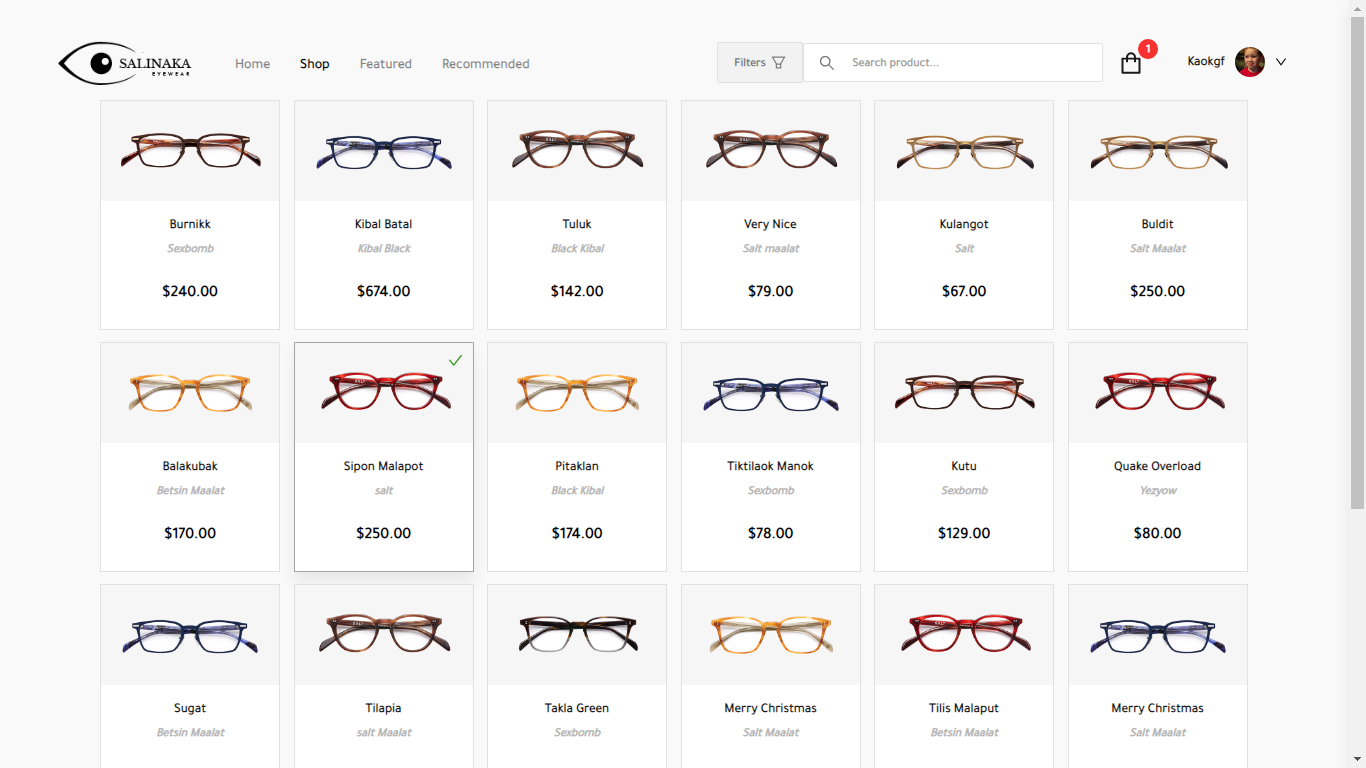 SALINAKA
EYEWEAR
Home
Shop
Featured
Recommended
Filters
Search product...
1
Kaokgf
Burnikk
Kibal Batal
Tuluk
Very Nice
Kulangot
Buldit
Sexbomb
Kibal Black
Black Kibal
Salt maalat
Salt
Salt Maalat
$240.00
$674.00
$142.00
$79.00
$67.00
$250.00
Balakubak
Sipon Malapot
Pitaklan
Tiktilaok Manok
Kutu
Quake Overload
Betsin Maalat
salt
Black Kibal
Sexbomb
Sexbomb
Yezyow
$170.00
$250.00
$174.00
$78.00
$129.00
$80.00
Sugat
Tilapia
Takla Green
Merry Christmas
Tilis Malaput
Merry Christmas
Betsin Maalat
salt Maalat
Sexbomb
Salt Maalat
Betsin Maalat
Salt Maalat